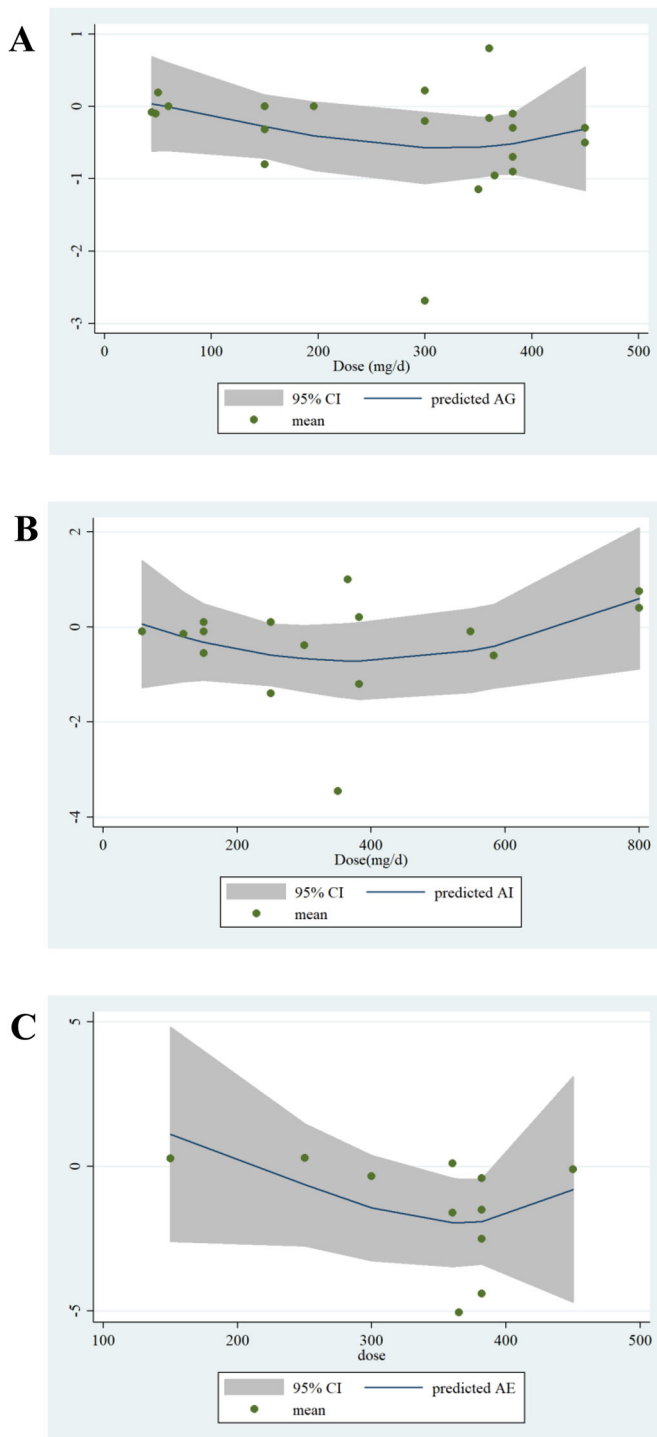 A
1
0
-1
-2
-3
0 100 200 300 400 500
Dose (mg/d)
95% CI predicted AG
mean
B
2
0
-2
-4
0 200 400 600 800
Dose(mg/d)
95% CI predicted AI
mean
C
5
0
-5
100 200 300 400 500
dose
95% CI predicted AE
mean